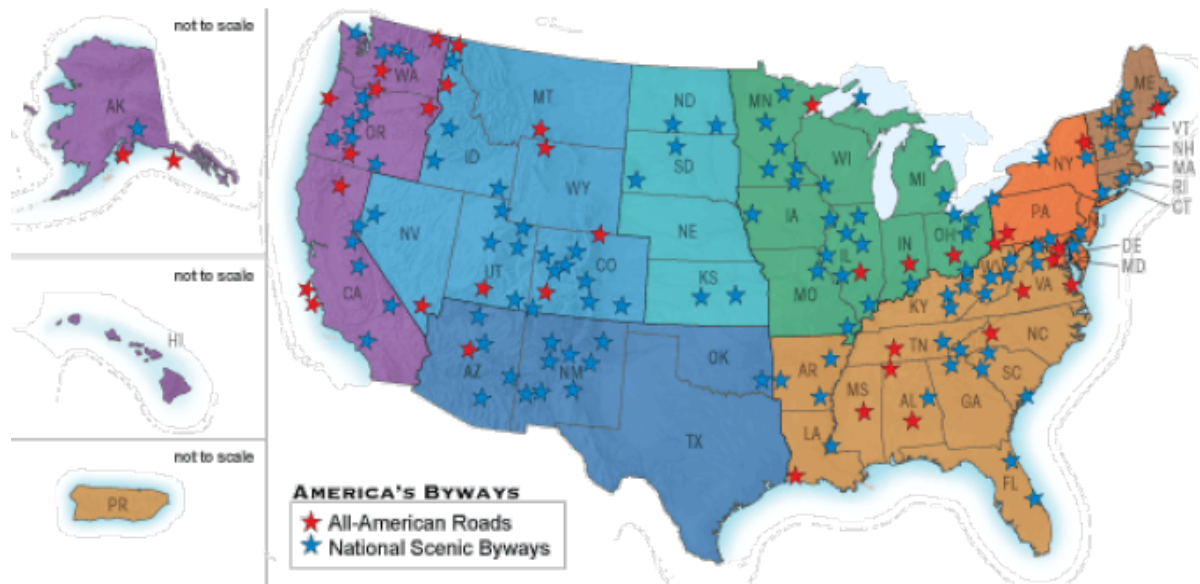 not to scale
AK
not to scale
HI
not to scale
PR
WA
OR
CA
NV
ID
MT
WY
UT
CO
AZ
NM
ND
SD
NE
KS
OK
TX
MN
IA
MO
WI
IL
MI
IN
OH
KY
TN
AR
LA
MS
AL
GA
FL
SC
NC
VA
WV
PA
NY
NJ
ME
VT
NH
MA
RI
CT
DE
MD
AMERICA'S BYWAYS
All-American Roads
National Scenic Byways